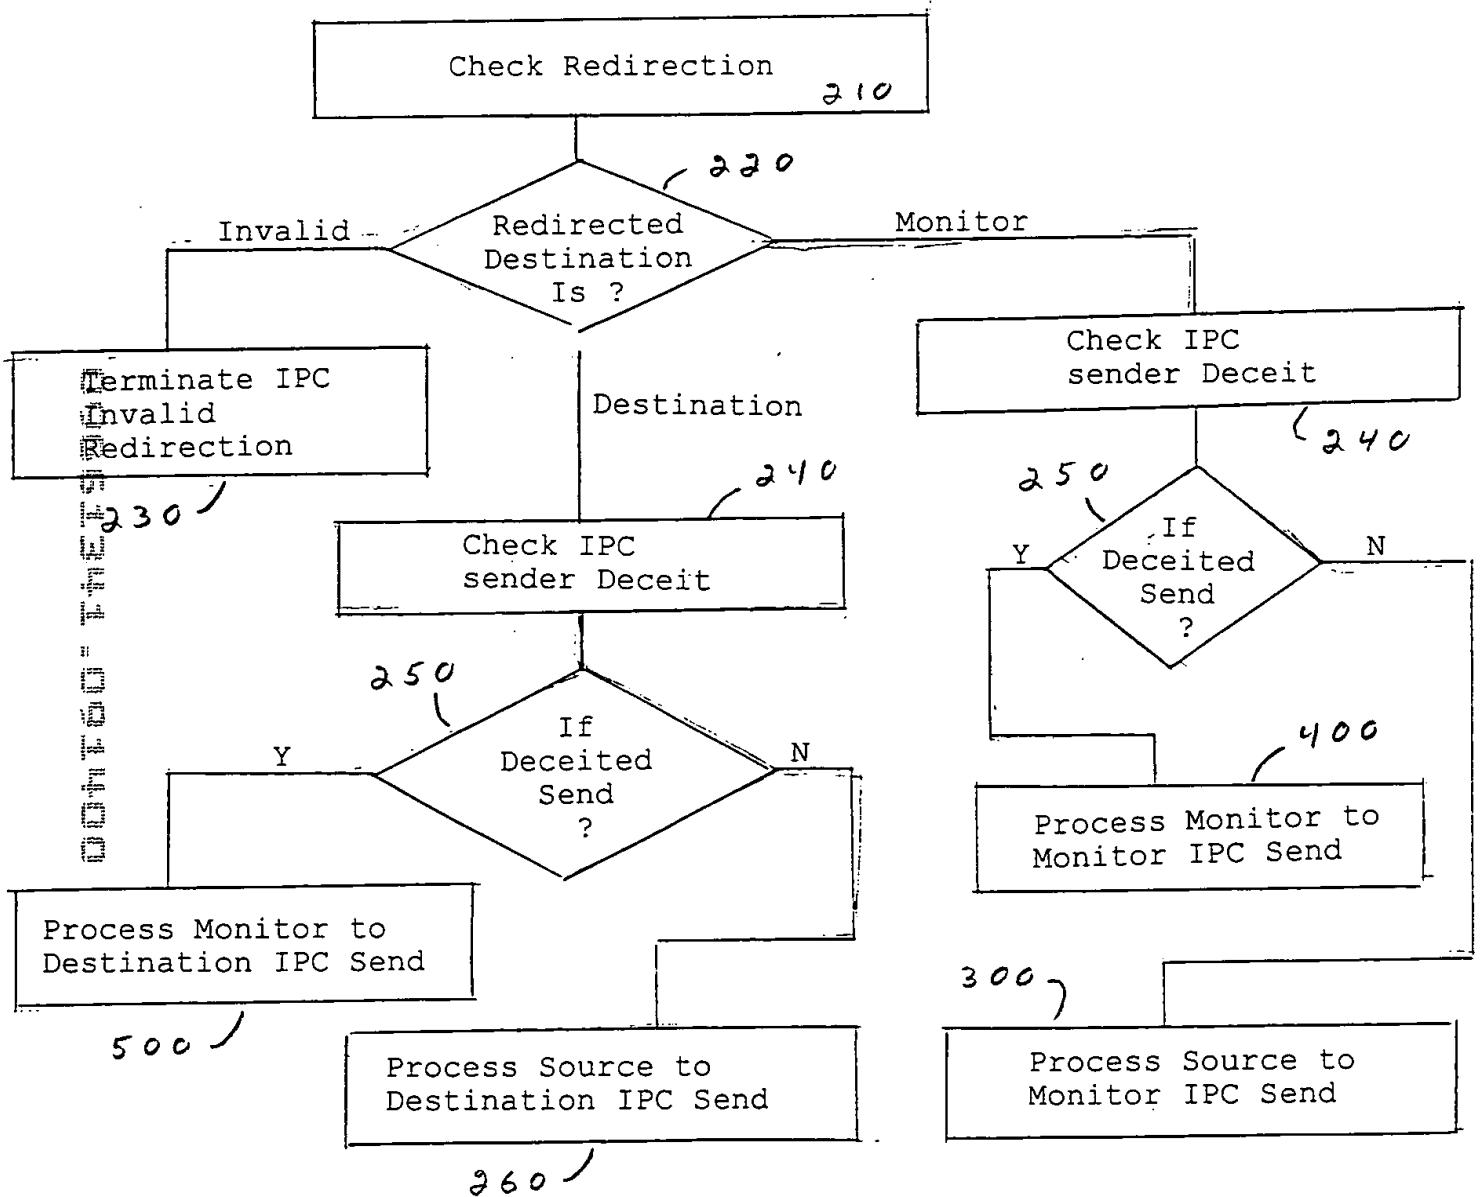 Check Redirection
210
220
Invalid
Redirected
Destination
Is ?
Monitor
Terminate IPC
Invalid
Redirection
230
Destination
Check IPC
sender Deceit
240
240
Check IPC
sender Deceit
250
If
Deceited
Send
?
Y
N
250
If
Deceited
Send
?
Y
N
400
Process Monitor to
Monitor IPC Send
Process Monitor to
Destination IPC Send
500
300
Process Source to
Destination IPC Send
260
Process Source to
Monitor IPC Send